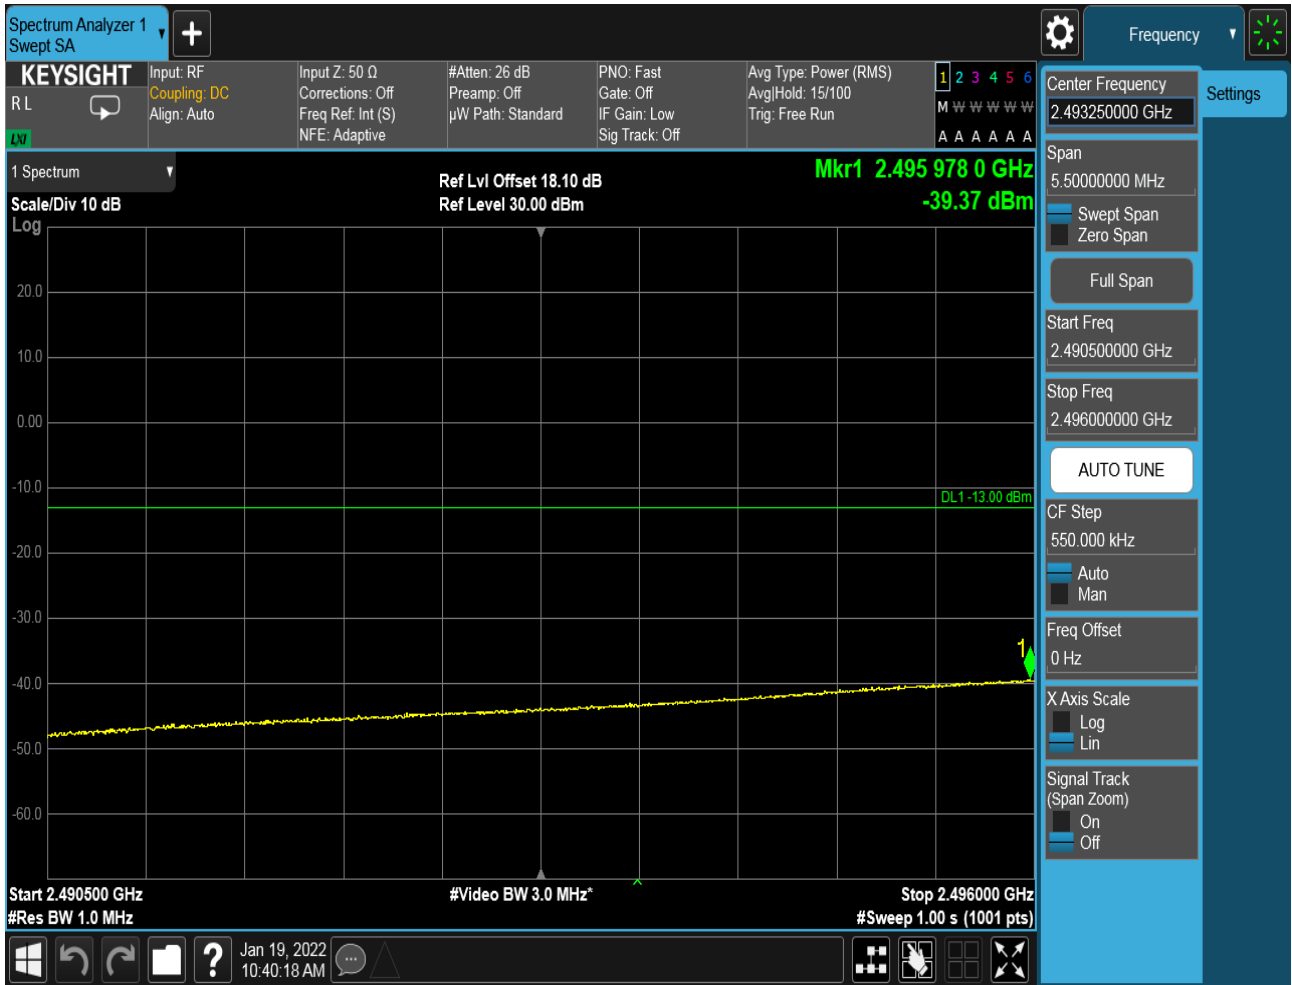 Spectrum Analyzer 1
Swept SA
Frequency
KEYSIGHT
R L
LXI
Input: RF
Coupling: DC
Align: Auto
Input Z: 50 Ω
Corrections: Off
Freq Ref: Int (S)
NFE: Adaptive
#Atten: 26 dB
Preamp: Off
µW Path: Standard
PNO: Fast
Gate: Off
IF Gain: Low
Sig Track: Off
Avg Type: Power (RMS)
Avg|Hold: 15/100
Trig: Free Run
1 2 3 4 5 6
M W W W W W
A A A A A A
1 Spectrum
Scale/Div 10 dB
Log
Ref Lvl Offset 18.10 dB
Ref Level 30.00 dBm
Mkr1 2.495 978 0 GHz
-39.37 dBm
20.0
10.0
0.00
-10.0
-20.0
-30.0
-40.0
-50.0
-60.0
DL1 -13.00 dBm
1
Start 2.490500 GHz
#Res BW 1.0 MHz
#Video BW 3.0 MHz*
Stop 2.496000 GHz
#Sweep 1.00 s (1001 pts)
Center Frequency
2.493250000 GHz
Settings
Span
5.50000000 MHz
Swept Span
Zero Span
Full Span
Start Freq
2.490500000 GHz
Stop Freq
2.496000000 GHz
AUTO TUNE
CF Step
550.000 kHz
Auto
Man
Freq Offset
0 Hz
X Axis Scale
Log
Lin
Signal Track
(Span Zoom)
On
Off
?
Jan 19, 2022
10:40:18 AM